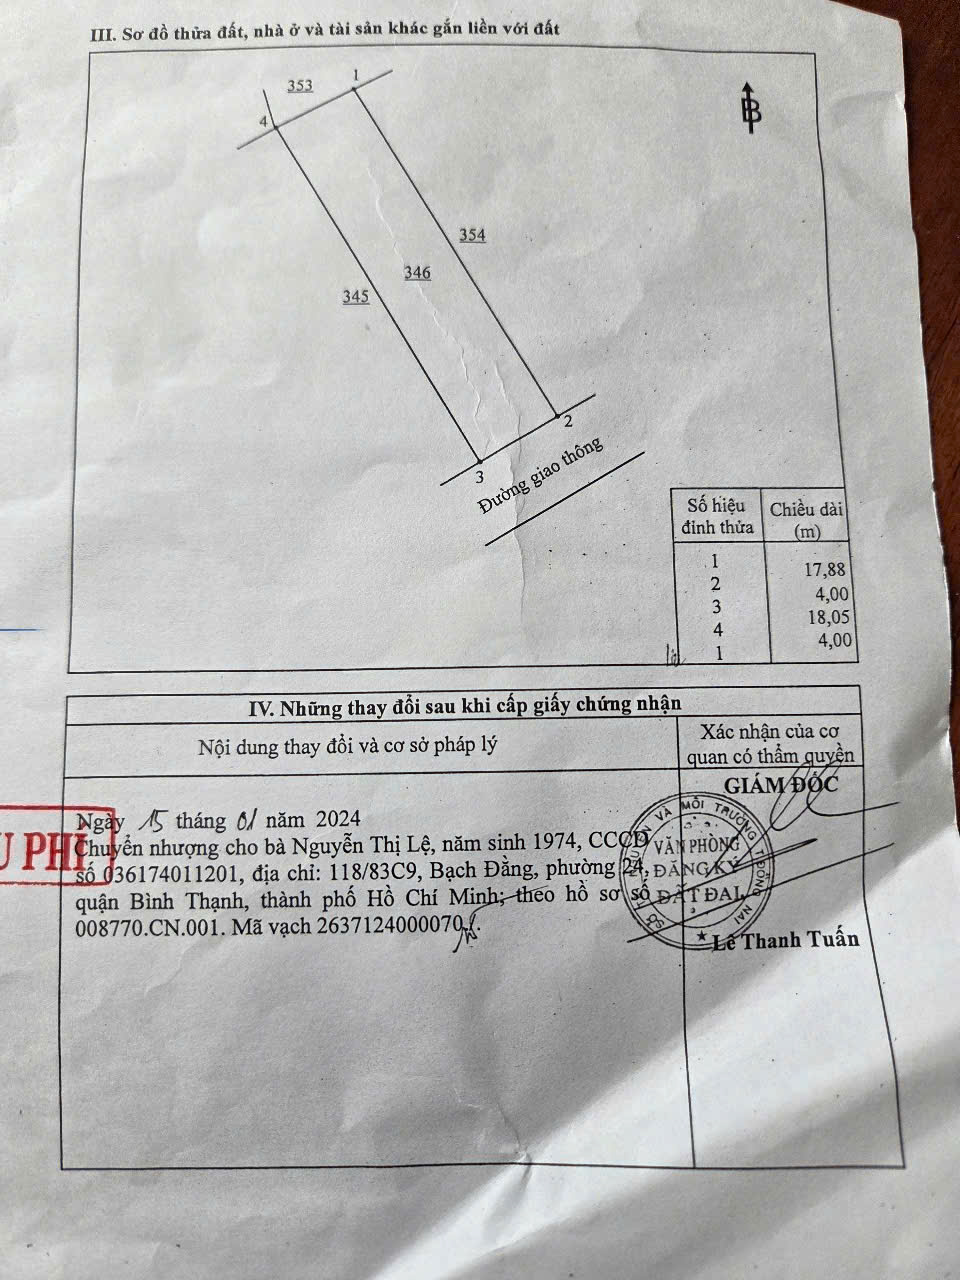 III. Sơ đồ thửa đất, nhà ở và tài sản khác gắn liền với đất
353
1
4
B
354
346
345
2
3
Đường giao thông
Số hiệu đỉnh thửa
Chiều dài (m)
1
17,88
2
4,00
3
18,05
4
4,00
1
IV. Những thay đổi sau khi cấp giấy chứng nhận
Nội dung thay đổi và cơ sở pháp lý
Xác nhận của cơ
quan có thẩm quyền
GIÁM ĐỐC
Ngày 15 tháng 01 năm 2024
Chuyển nhượng cho bà Nguyễn Thị Lệ, năm sinh 1974, CCCD
số 036174011201, địa chỉ: 118/83C9, Bạch Đằng, phường 24,
quận Bình Thạnh, thành phố Hồ Chí Minh; theo hồ sơ số
008770.CN.001. Mã vạch 2637124000070.
U PHÍ
VĂN PHÒNG
ĐĂNG KÝ
ĐẤT ĐAI
VÀ MÔI TRƯỜNG T. ĐỒNG NAI
Lê Thanh Tuấn